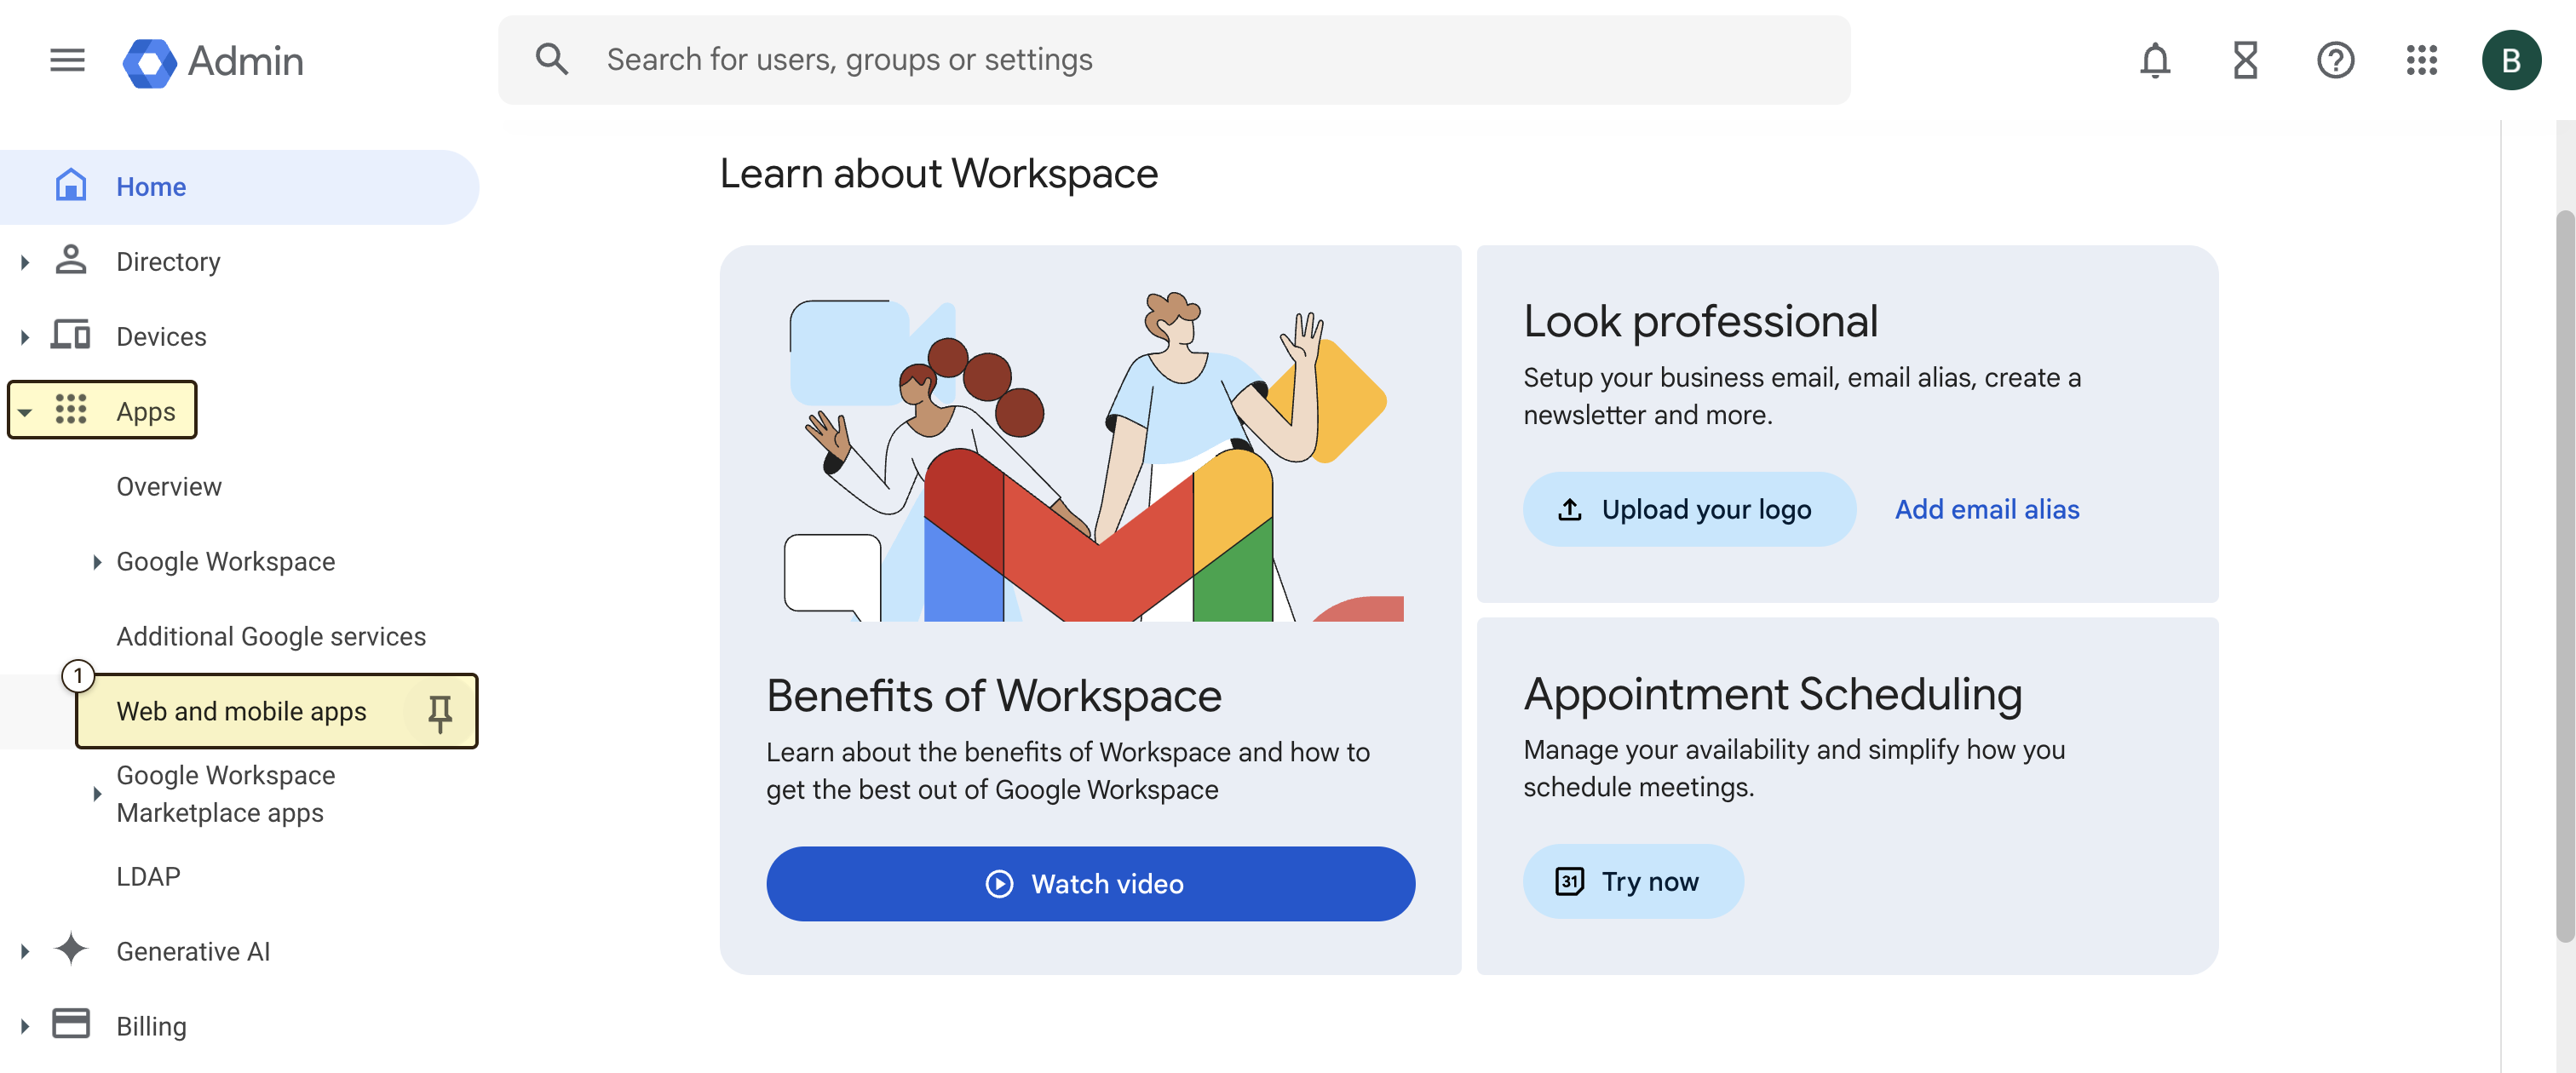 Admin
Search for users, groups or settings
B
Home
Directory
Devices
Apps
Overview
Google Workspace
Additional Google services
1
Web and mobile apps
Google Workspace
Marketplace apps
LDAP
Generative AI
Billing
Learn about Workspace
Benefits of Workspace
Learn about the benefits of Workspace and how to
get the best out of Google Workspace
Watch video
Look professional
Setup your business email, email alias, create a
newsletter and more.
Upload your logo
Add email alias
Appointment Scheduling
Manage your availability and simplify how you
schedule meetings.
31
Try now